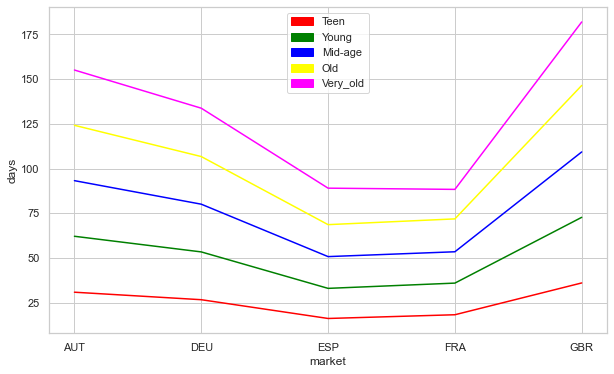 Teen
Young
Mid-age
Old
Very_old
175
150
125
100
75
50
25
days
AUT DEU ESP FRA GBR
market